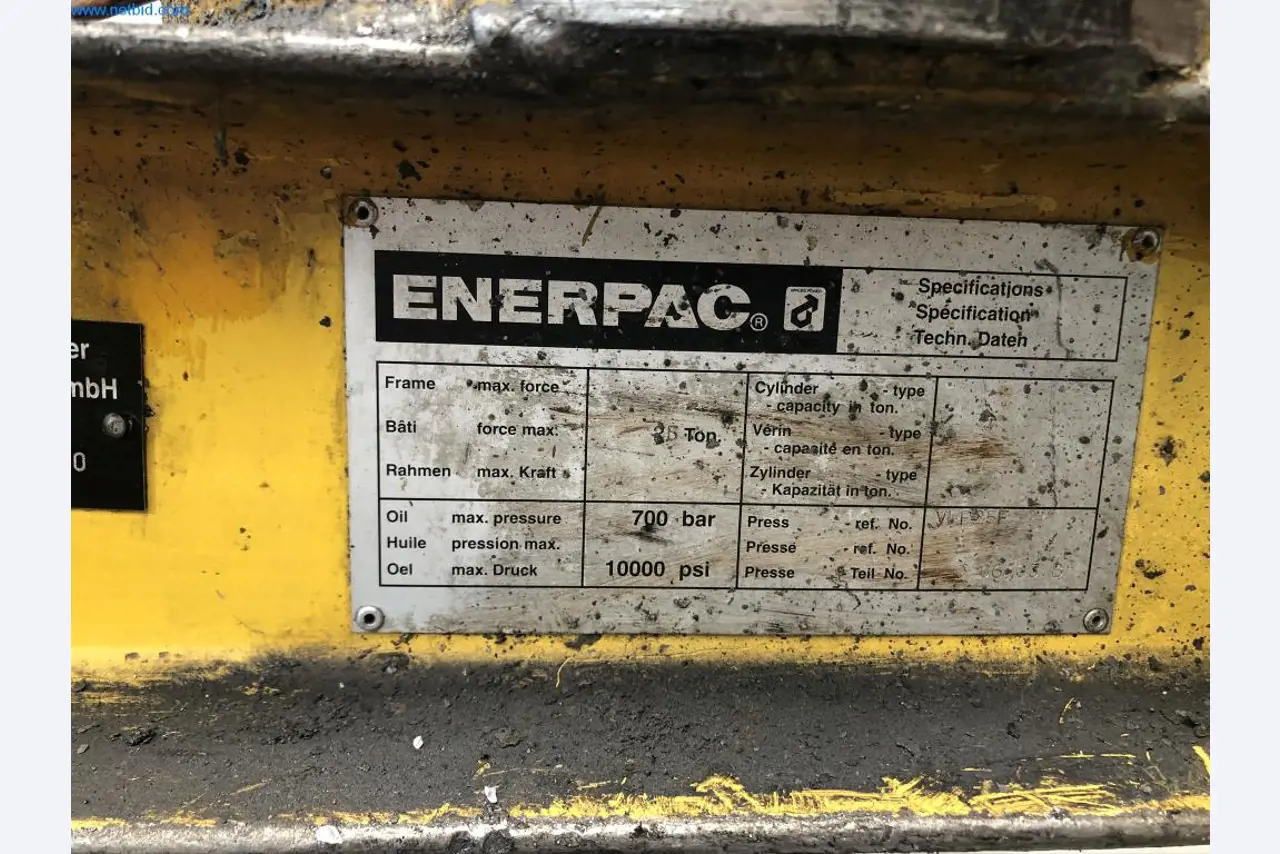 www.netbid.com
ENERPAC®
Specifications
Spécification
Techn. Daten
Frame max. force
Bâti force max.
Rahmen max. Kraft
Ton.
Cylinder - type
- capacity in ton.
Vérin type
- capacité en ton.
Zylinder - type
- Kapazität in ton.
Oil max. pressure
Huile pression max.
Oel max. Druck
700 bar
10000 psi
Press - ref. No.
Presse - ref. No.
Presse - Teil No.
er
mbH
0